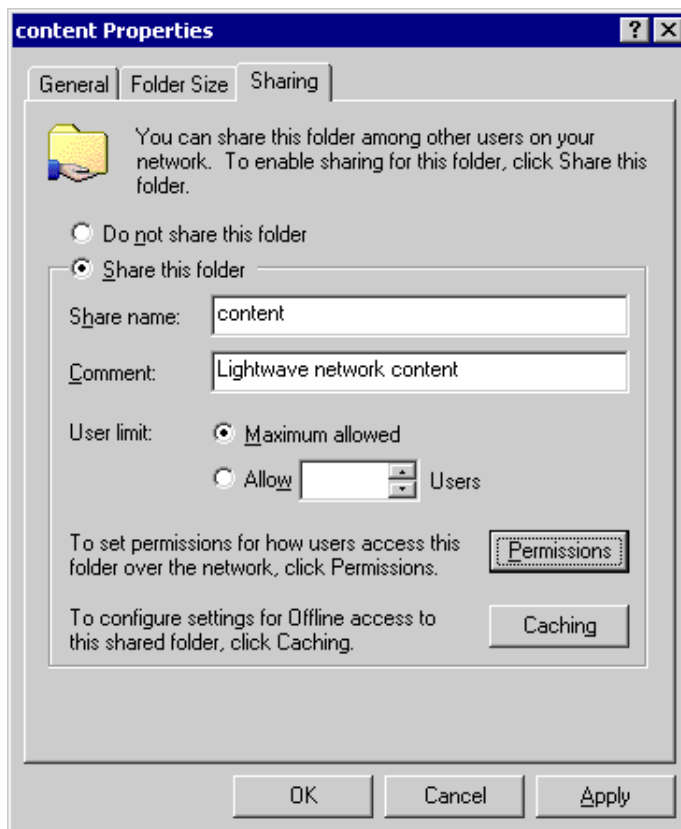 content Properties
General Folder Size Sharing
You can share this folder among other users on your
network. To enable sharing for this folder, click Share this
folder.
Do not share this folder
Share this folder
Share name: content
Comment: Lightwave network content
User limit: Maximum allowed
Allow Users
To set permissions for how users access this
folder over the network, click Permissions.
Permissions
To configure settings for Offline access to
this shared folder, click Caching.
Caching
OK Cancel Apply